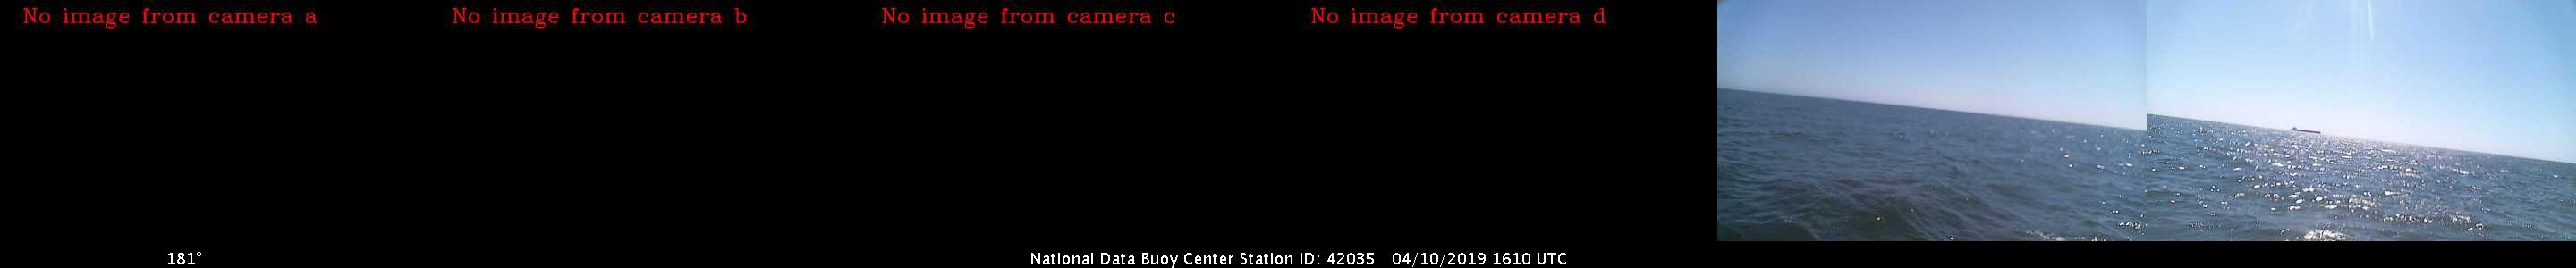 No image from camera a
No image from camera b
No image from camera c
No image from camera d
181°
National Data Buoy Center Station ID: 42035 04/10/2019 1610 UTC